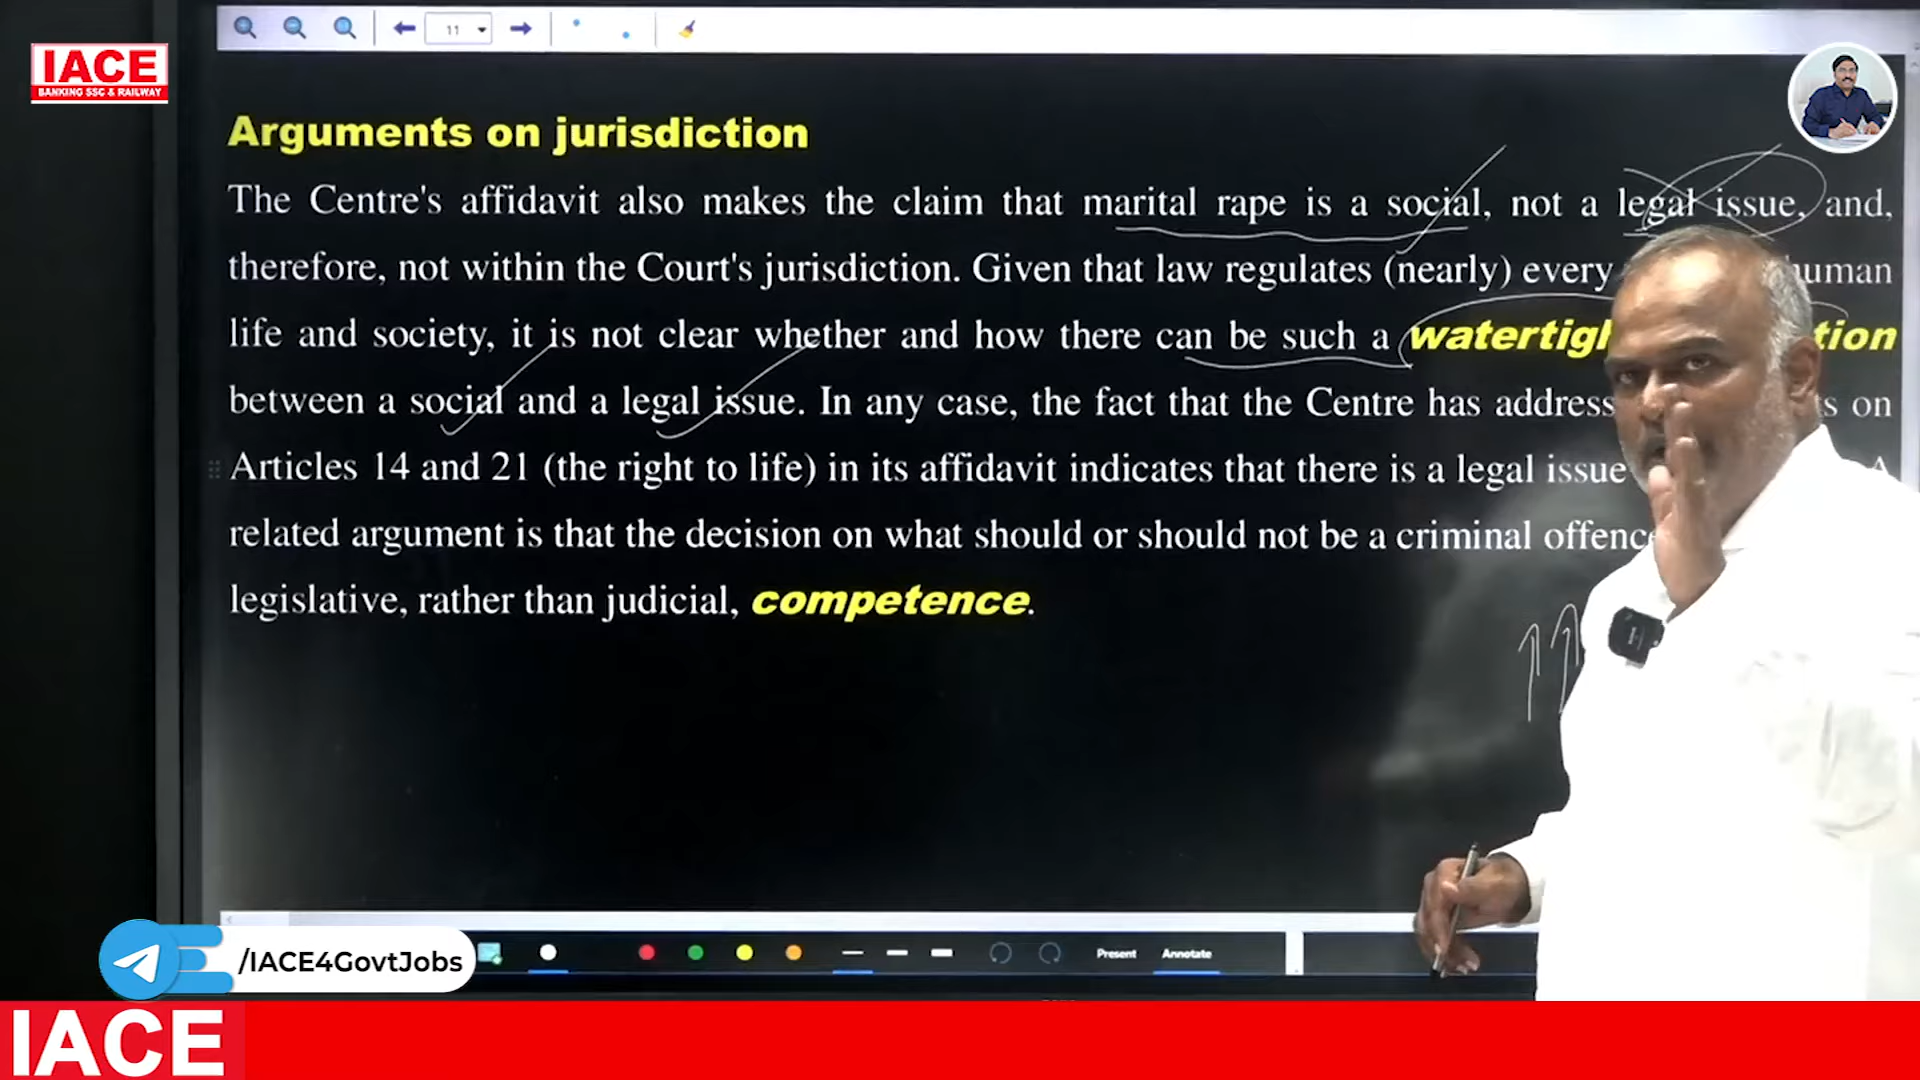 IACE
BANKING SSC & RAILWAY
11
Arguments on jurisdiction
The Centre's affidavit also makes the claim that marital rape is a social, not a legal issue, and,
therefore, not within the Court's jurisdiction. Given that law regulates (nearly) every human
life and society, it is not clear whether and how there can be such a
between a social and a legal issue. In any case, the fact that the Centre has on
Articles 14 and 21 (the right to life) in its affidavit indicates that there is a legal issue
related argument is that the decision on what should or should not be a criminal
legislative, rather than judicial, competence.
/IACE4GovtJobs
Present Annotate
IACE